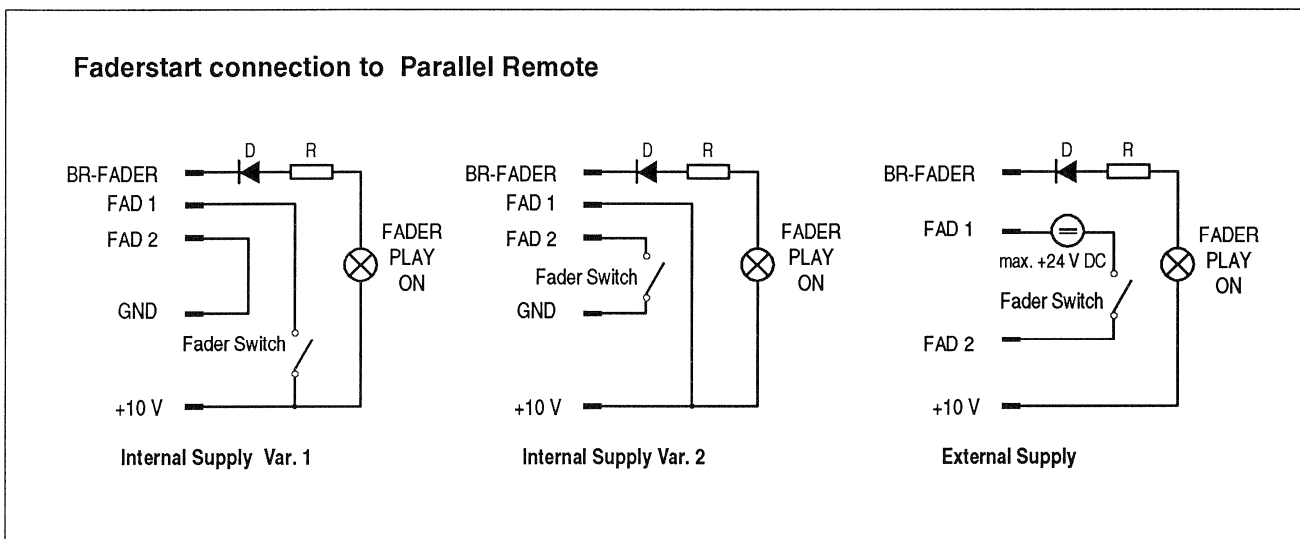 Faderstart connection to Parallel Remote
D
R
BR-FADER
FAD 1
FAD 2
FADER
PLAY
ON
GND
Fader Switch
+10 V
Internal Supply Var. 1
D
R
BR-FADER
FAD 1
FAD 2
FADER
PLAY
ON
Fader Switch
GND
+10 V
Internal Supply Var. 2
D
R
BR-FADER
FAD 1
FADER
PLAY
ON
max. +24 V DC
Fader Switch
FAD 2
+10 V
External Supply